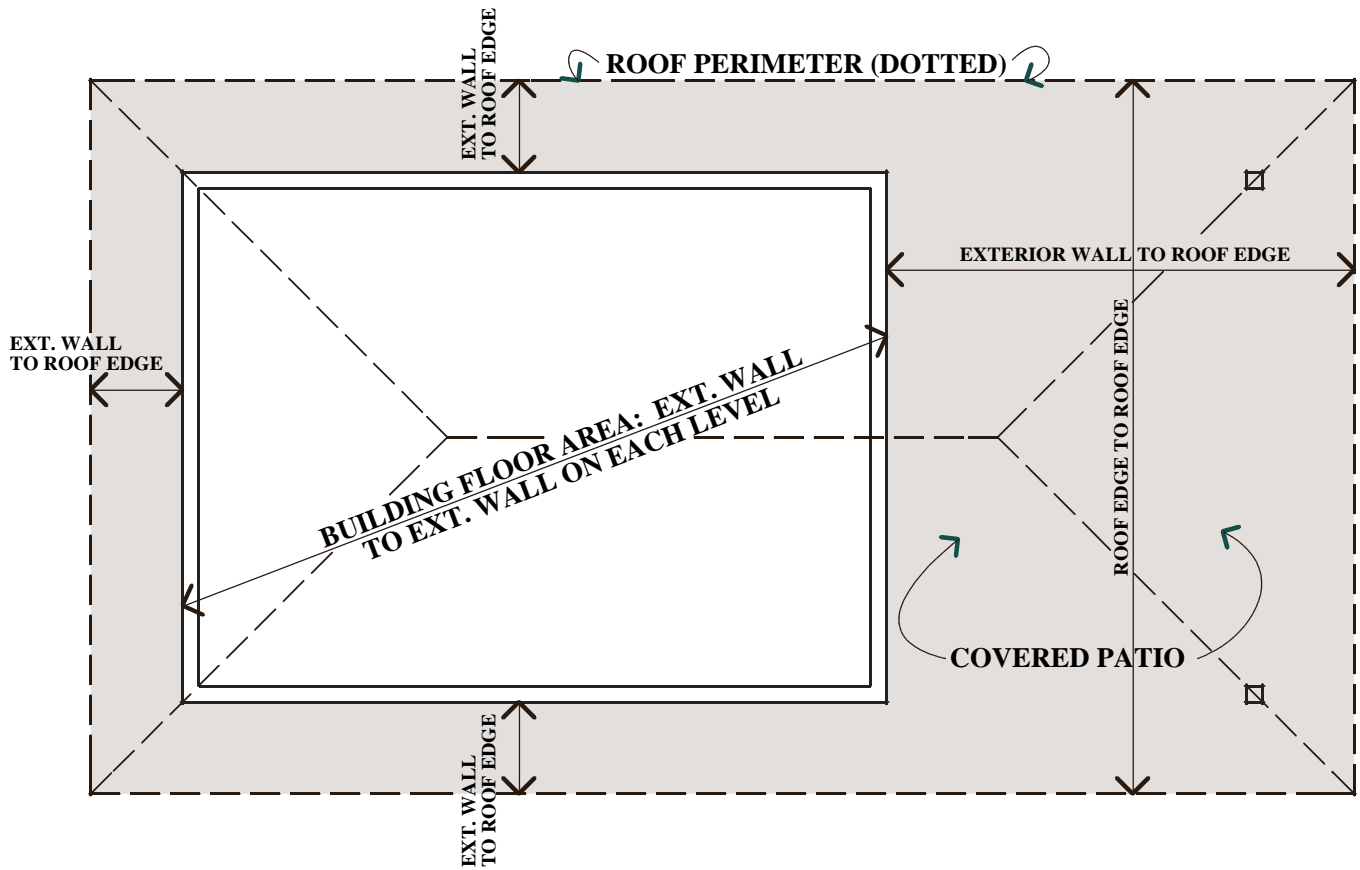 EXT. WALL
TO ROOF EDGE
ROOF PERIMETER (DOTTED)
EXTERIOR WALL TO ROOF EDGE
EXT. WALL
TO ROOF EDGE
ROOF EDGE TO ROOF EDGE
BUILDING FLOOR AREA: EXT. WALL
TO EXT. WALL ON EACH LEVEL
COVERED PATIO
EXT. WALL
TO ROOF EDGE